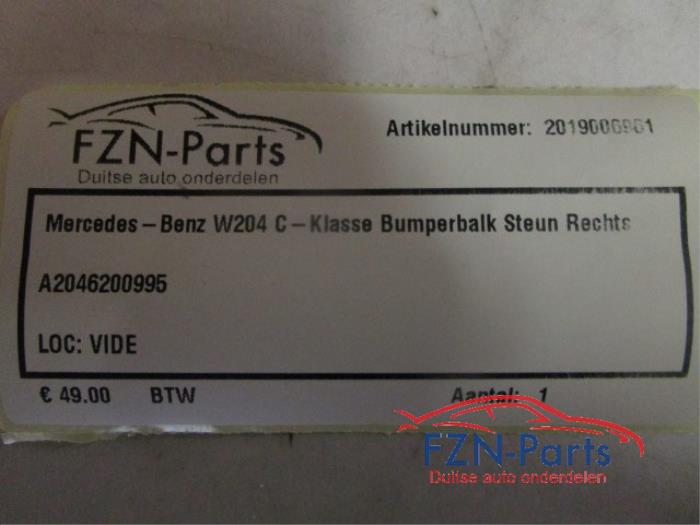 FZN-Parts
Duitse auto onderdelen
Artikelnummer:
Mercedes-Benz W204 C-Klasse Bumperbalk Steun Rechts
A2046200995
LOC: VIDE
€ 49.00 BTW Aantal: 1
FZN-Parts
Duitse auto onderdelen